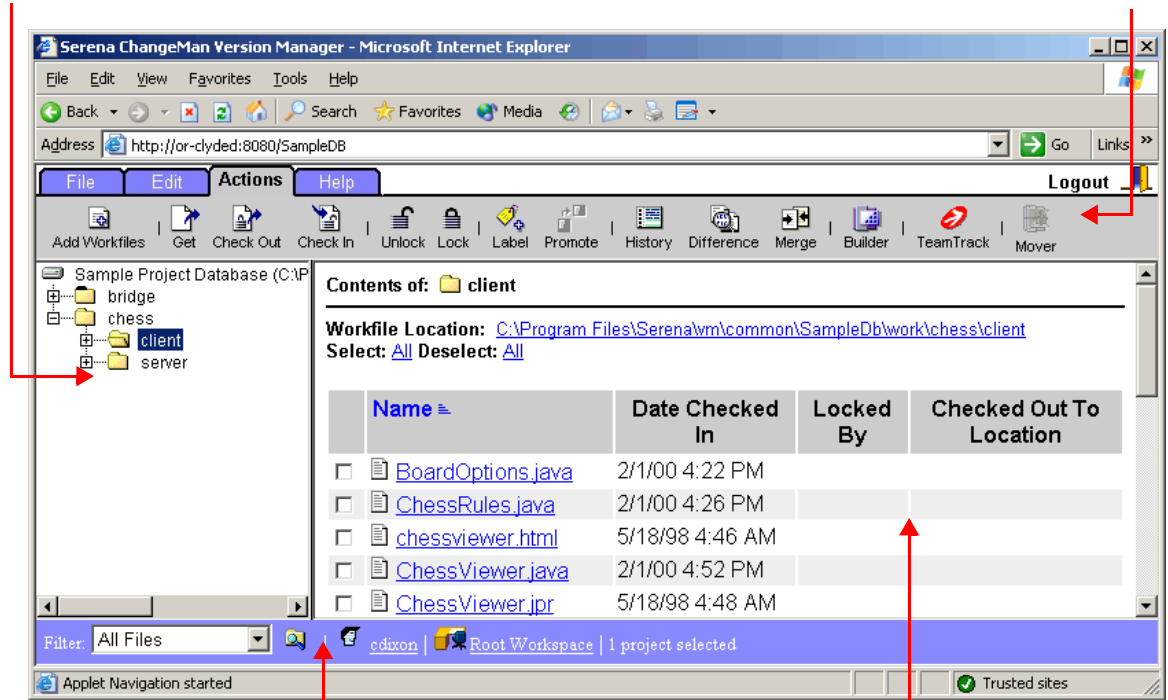 Serena ChangeMan Version Manager - Microsoft Internet Explorer
File Edit View Favorites Tools Help
Back Search Favorites Media
Address http://or-clyded:8080/SampleDB Go Links »
File Edit Actions Help Logout
Add Workfiles Get Check Out Check In Unlock Lock Label Promote History Difference Merge Builder TeamTrack Mover
Sample Project Database (C:\P
bridge
chess
client
server
Contents of: client
Workfile Location: C:\Program Files\Serena\vm\common\SampleDb\work\chess\client
Select: All Deselect: All
Name Date Checked In Locked By Checked Out To Location
BoardOptions.java 2/1/00 4:22 PM
ChessRules.java 2/1/00 4:26 PM
chessviewer.html 5/18/98 4:46 AM
ChessViewer.java 2/1/00 4:52 PM
ChessViewer.jpr 5/18/98 4:48 AM
Filter: All Files | cdixon | Root Workspace | 1 project selected
Applet Navigation started Trusted sites